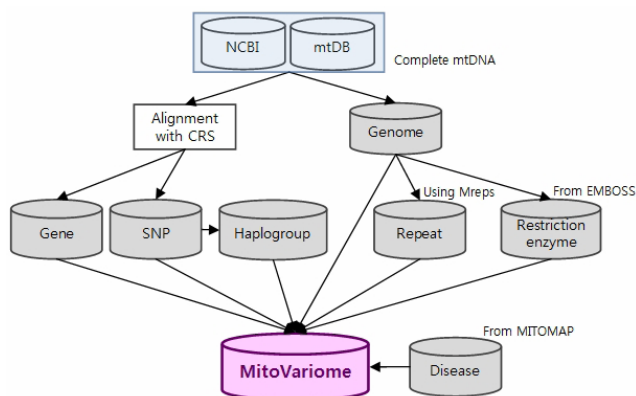 NCBI
mtDB
Complete mtDNA
Alignment
with CRS
Genome
Using Mreps
From EMBOSS
Gene
SNP
Haplogroup
Repeat
Restriction
enzyme
From MITOMAP
MitoVariome
Disease